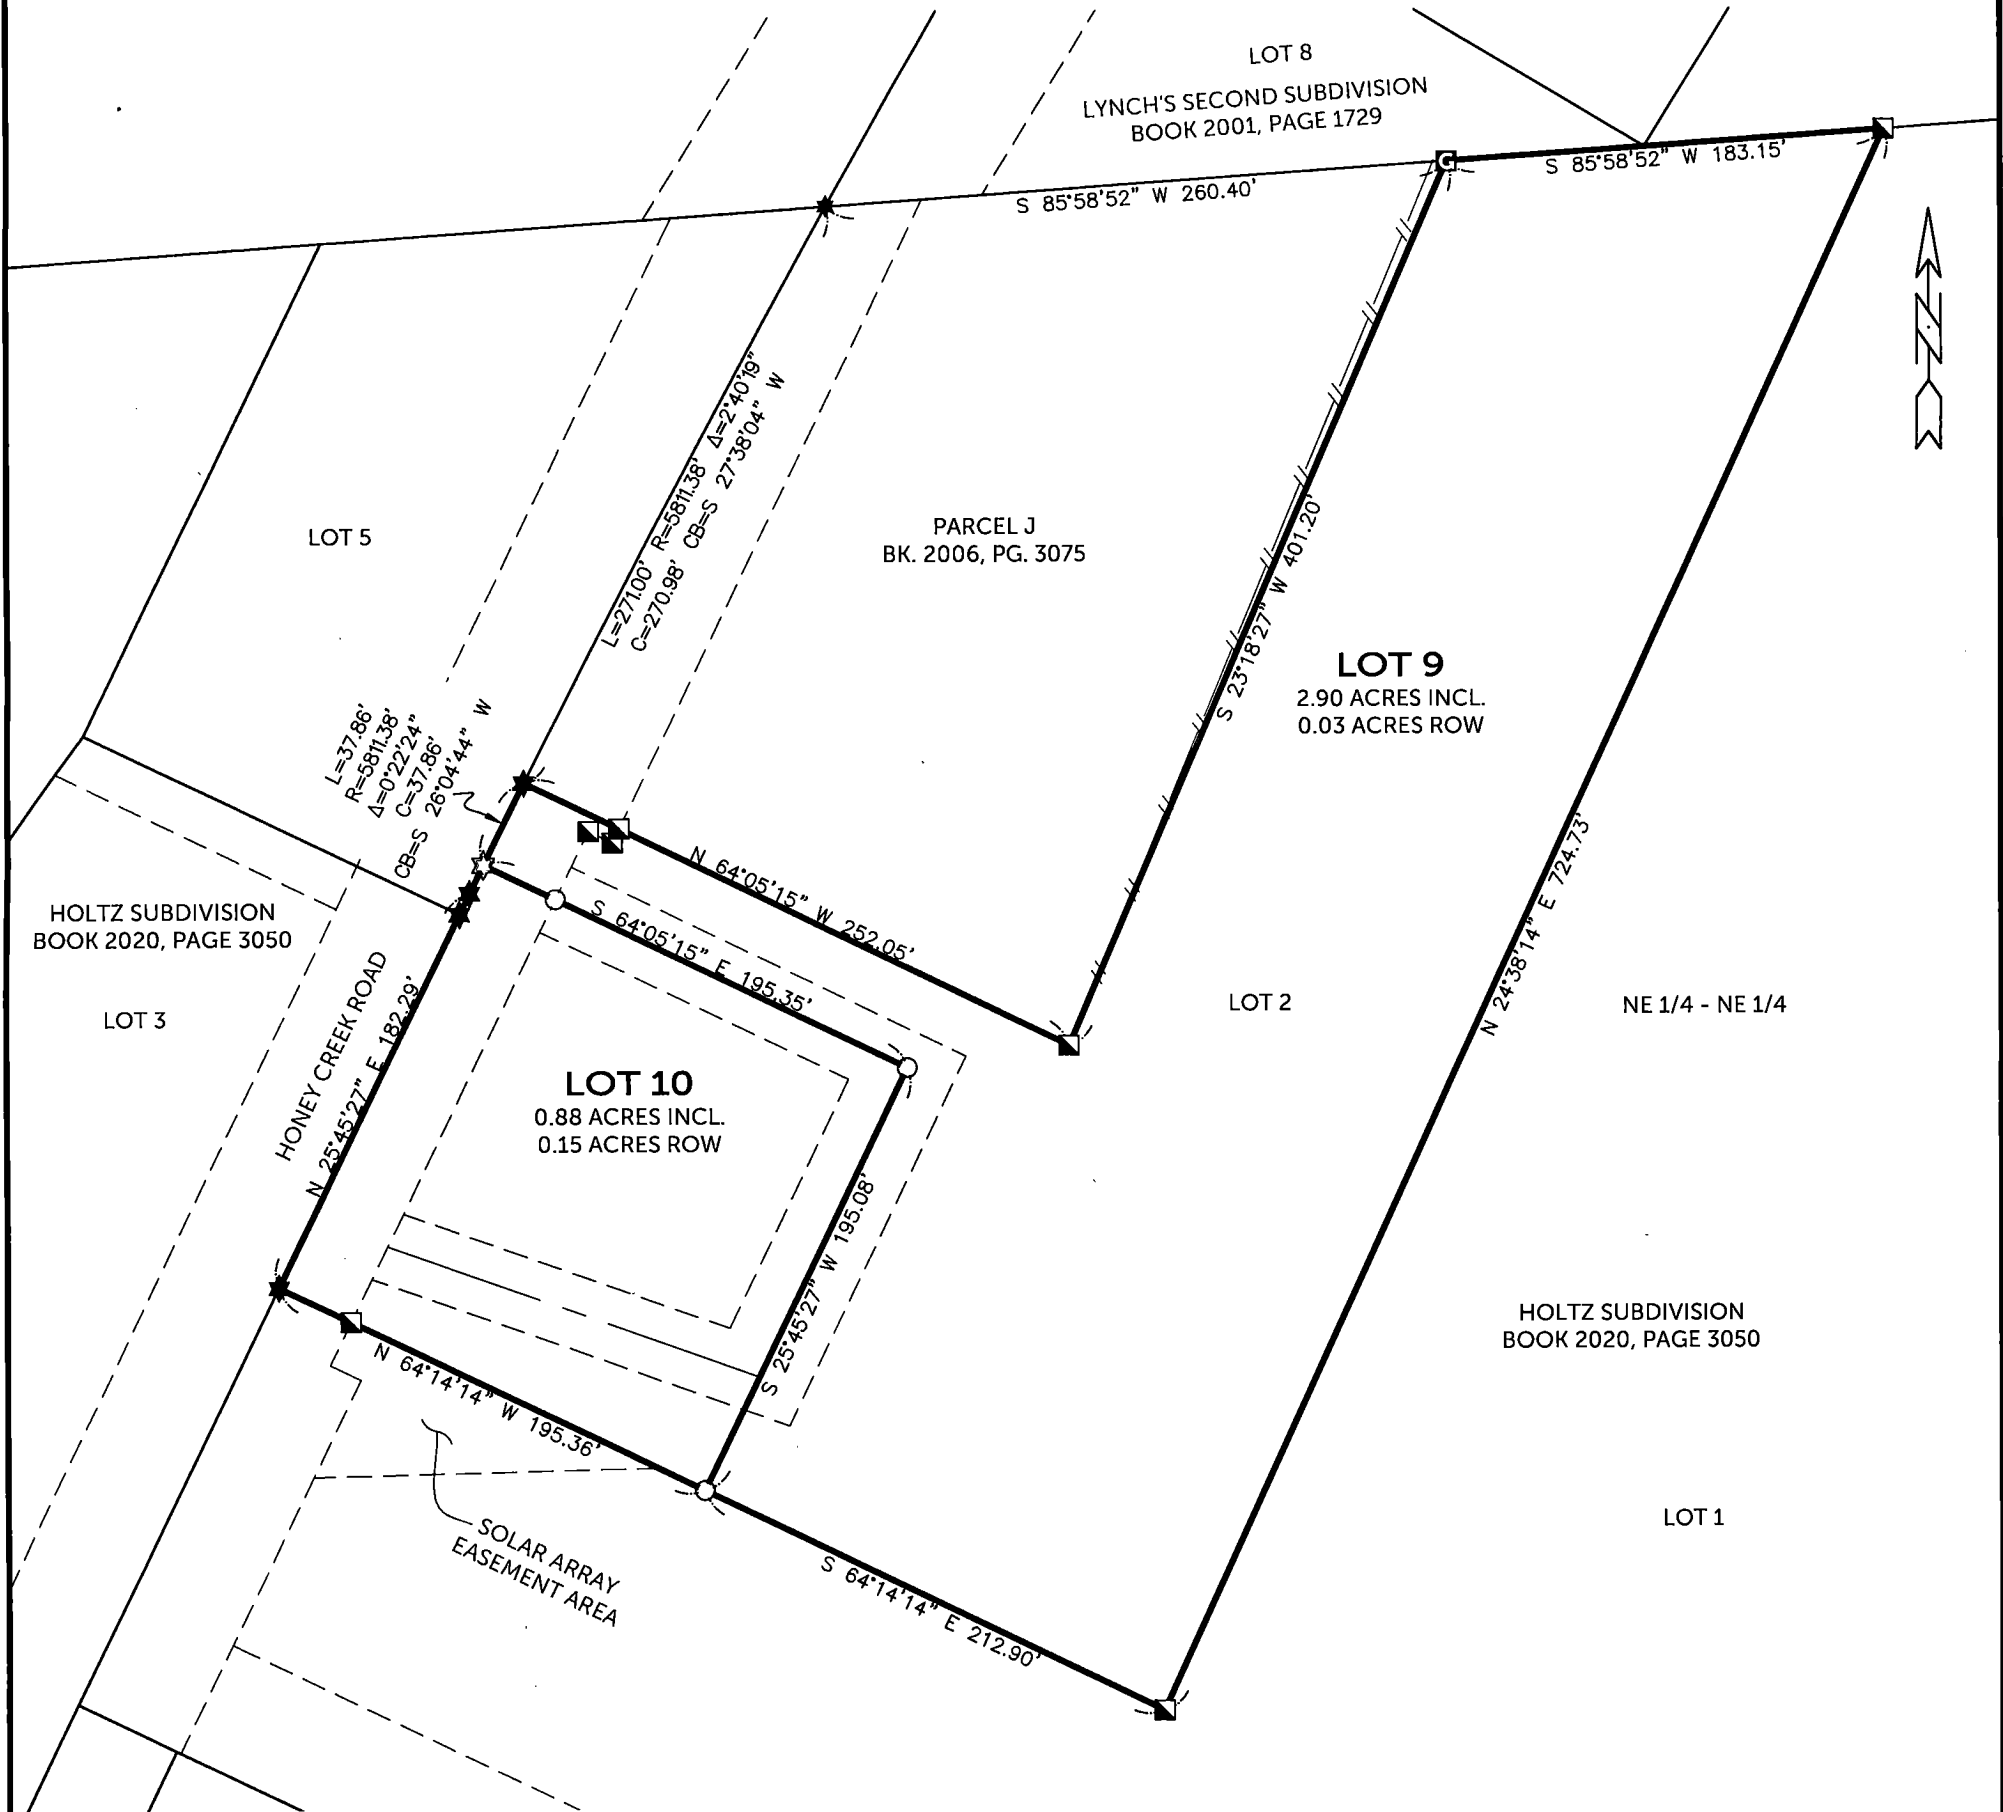 LOT 8
LYNCH'S SECOND SUBDIVISION
BOOK 2001, PAGE 1729
S 85°58'52" W 183.15'
S 85°58'52" W 260.40'
N
G
L=271.00' R=5811.38' Δ=2°40'19"
C=270.98' CB=S 27°38'04" W
LOT 5
PARCEL J
BK. 2006, PG. 3075
S 23°18'27" W 401.20'
LOT 9
2.90 ACRES INCL.
0.03 ACRES ROW
L=37.86'
R=5811.38'
Δ=0°22'24"
C=37.86'
CB=S 26°04'44" W
N 64°05'15" W 252.05'
S 64°05'15" E 195.35'
N 24°38'14" E 724.73'
HOLTZ SUBDIVISION
BOOK 2020, PAGE 3050
LOT 3
HONEY CREEK ROAD
N 25°45'27" E 182.29'
LOT 2
NE 1/4 - NE 1/4
LOT 10
0.88 ACRES INCL.
0.15 ACRES ROW
S 25°45'27" W 195.08'
N 64°14'14" W 195.36'
HOLTZ SUBDIVISION
BOOK 2020, PAGE 3050
LOT 1
SOLAR ARRAY
EASEMENT AREA
S 64°14'14" E 212.90'